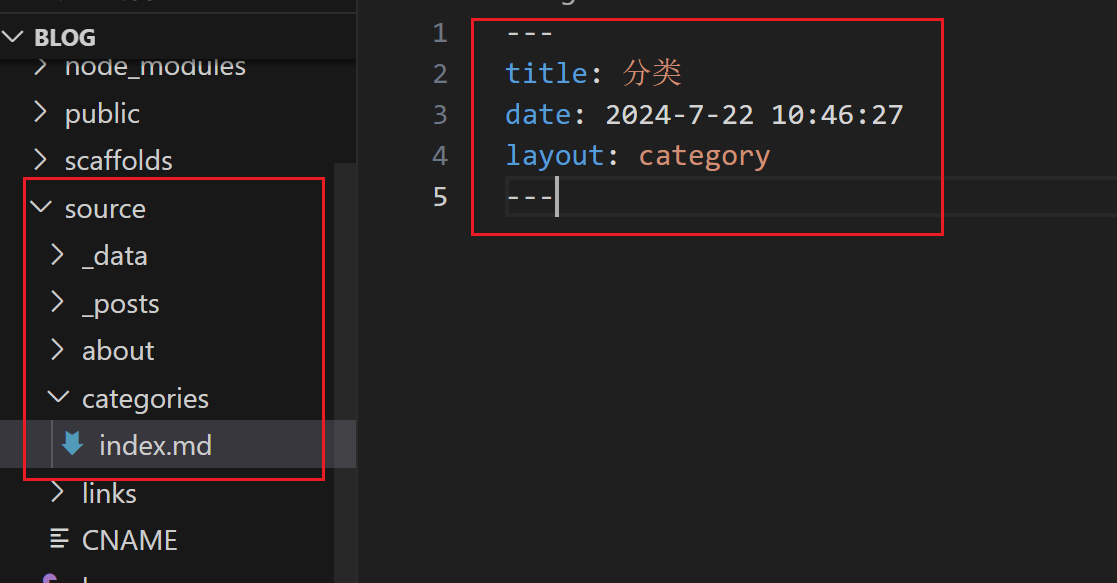 BLOG
node_modules
public
scaffolds
source
_data
_posts
about
categories
index.md
links
CNAME
1 ---
2 title: 分类
3 date: 2024-7-22 10:46:27
4 layout: category
5 ---